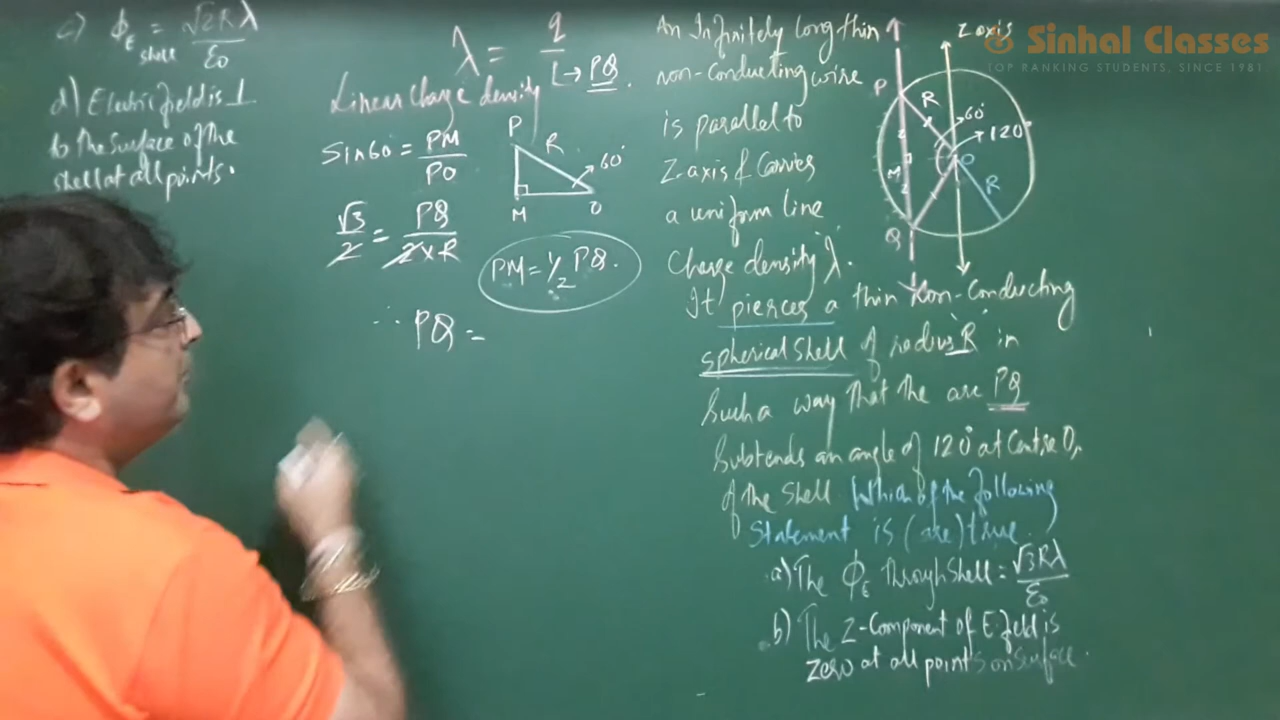 c) ϕE shell = √2Rλ / ε0
d) Electric field is ⊥
to the surface of the
shell at all points.
λ = q / L → PQ.
Linear Charge density
Sin60° = PM / PO
√3 / 2 = PQ / 2×R
PM = 1/2 PQ.
∴ PQ =
P
R
60°
M
O
An Infinitely long thin
non-Conducting wire
is parallel to
Z-axis & Carries
a uniform line
Charge density λ.
It pierces a thin Non-Conducting
spherical Shell of radius R in
Such a way that the arc PQ
Subtends an angle of 120° at Centre O,
of the Shell Which of the following
Statement is (are) true.
a) The ϕE Through Shell = √3Rλ / ε0
b) The Z-Component of E. field is
zero at all points on surface.
Z axis
P
R
60°
120°
O
M
R
Q
Sinhal Classes
TOP RANKING STUDENTS, SINCE 1981